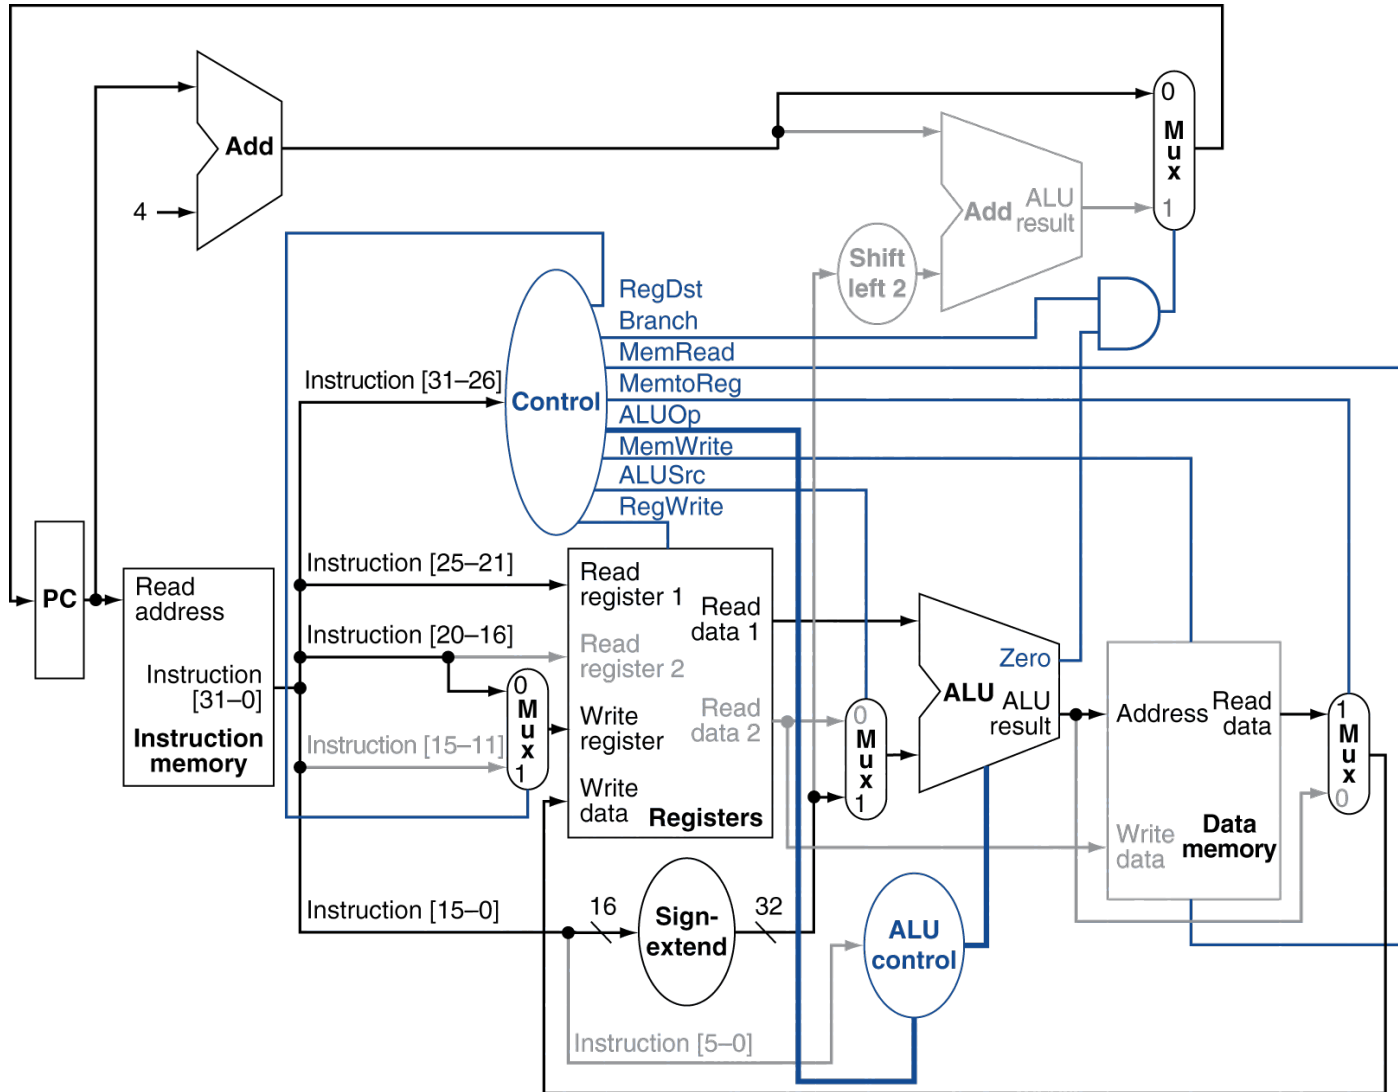 0
M
u
x
1
Add
4
Add
ALU
result
Shift
left 2
RegDst
Branch
MemRead
MemtoReg
ALUOp
MemWrite
ALUSrc
RegWrite
Instruction [31–26]
Control
PC
Read
address
Instruction
[31–0]
Instruction
memory
Instruction [25–21]
Instruction [20–16]
Instruction [15–11]
0
M
u
x
1
Read
register 1
Read
register 2
Write
register
Write
data
Read
data 1
Read
data 2
Registers
0
M
u
x
1
Zero
ALU
ALU
result
Address
Read
data
Write
data
Data
memory
1
M
u
x
0
Instruction [15–0]
16
Sign-
extend
32
ALU
control
Instruction [5–0]